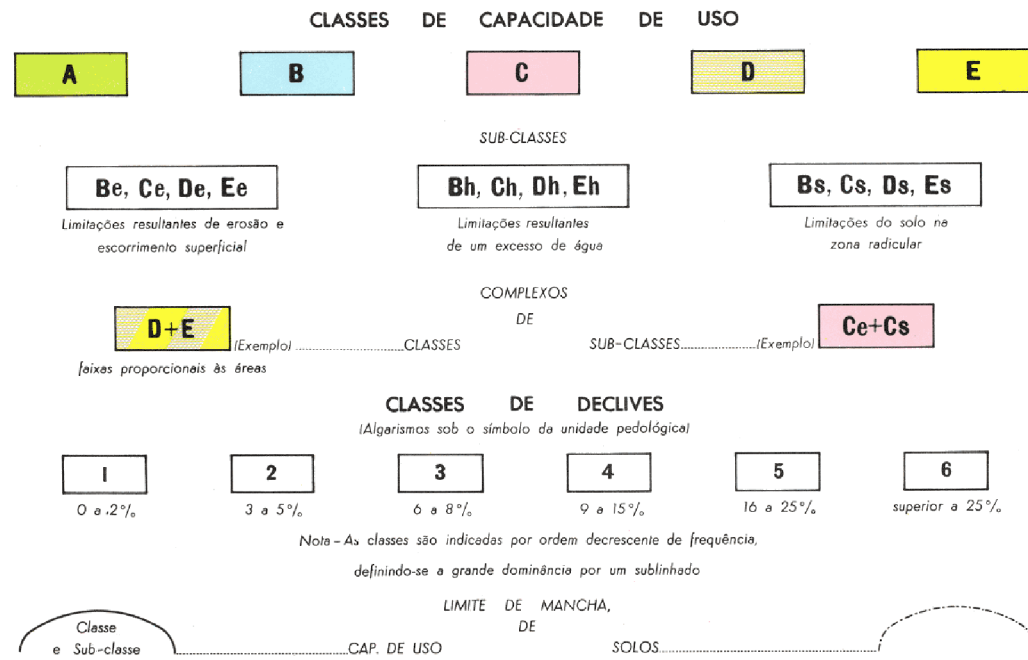 CLASSES DE CAPACIDADE DE USO
A B C D E
SUB-CLASSES
Be, Ce, De, Ee
Limitações resultantes de erosão e
escorrimento superficial
Bh, Ch, Dh, Eh
Limitações resultantes
de um excesso de água
Bs, Cs, Ds, Es
Limitações do solo na
zona radicular
COMPLEXOS
DE
D+E (Exemplo) CLASSES
faixas proporcionais às áreas
SUB-CLASSES (Exemplo) Ce+Cs
CLASSES DE DECLIVES
(Algarismos sob o símbolo da unidade pedológica)
1 2 3 4 5 6
0 a 2% 3 a 5% 6 a 8% 9 a 15% 16 a 25% superior a 25%
Nota-As classes são indicadas por ordem decrescente de frequência,
definindo-se a grande dominância por um sublinhado
LIMITE DE MANCHA,
DE
Classe
e Sub-classe CAP. DE USO SOLOS